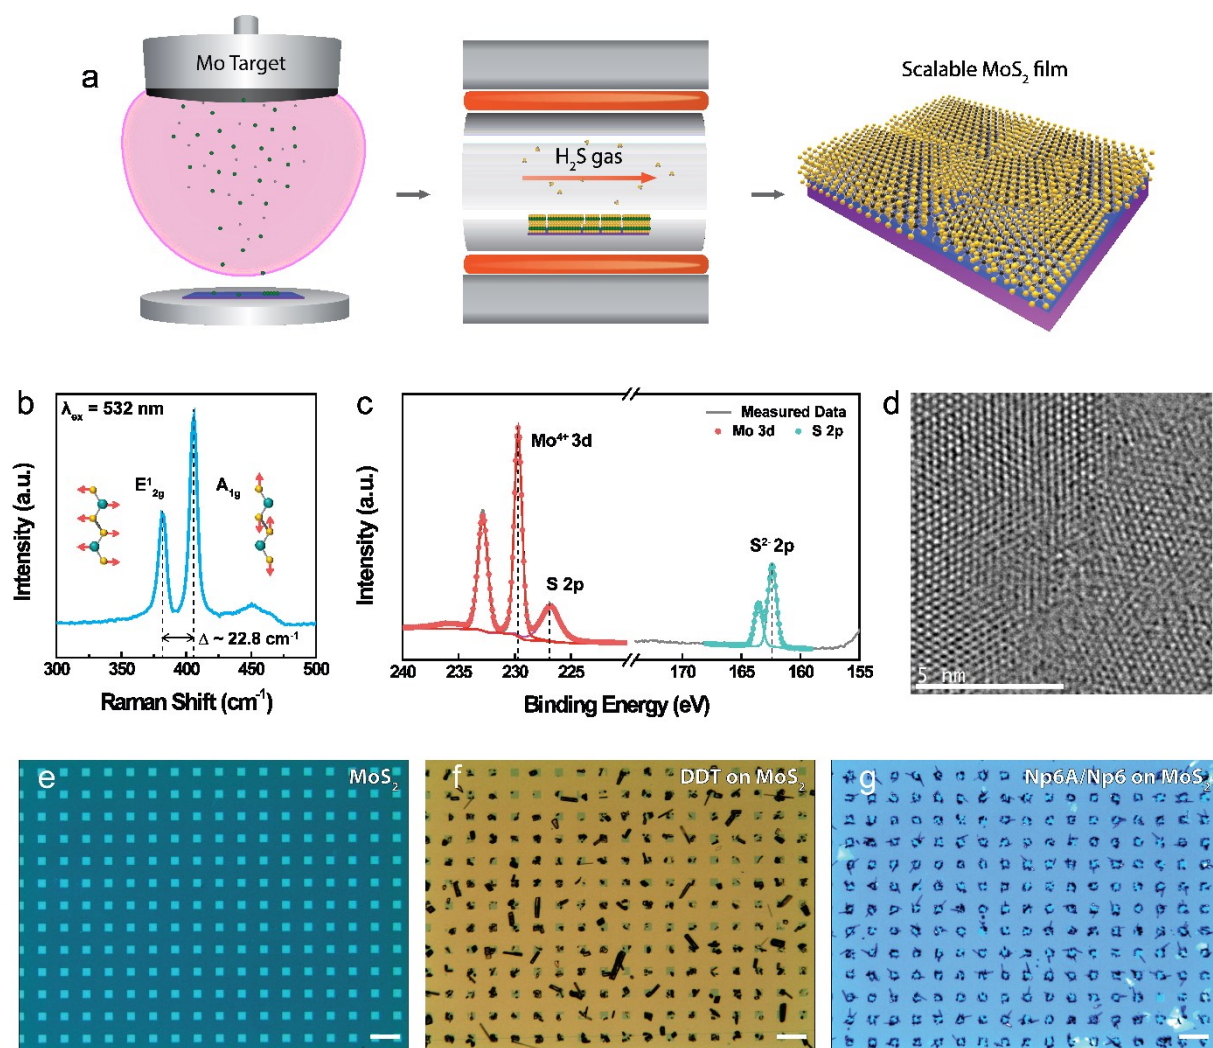 a
Mo Target
H₂S gas
Scalable MoS₂ film
b
λex = 532 nm
E¹2g
A1g
Δ ~ 22.8 cm⁻¹
Intensity (a.u.)
300 350 400 450 500
Raman Shift (cm⁻¹)
c
Measured Data
Mo 3d
S 2p
Mo⁴⁺ 3d
S 2p
S²⁻ 2p
Intensity (a.u.)
240 235 230 225 170 165 160 155
Binding Energy (eV)
d
5 nm
e
MoS₂
f
DDT on MoS₂
g
Np6A/Np6 on MoS₂